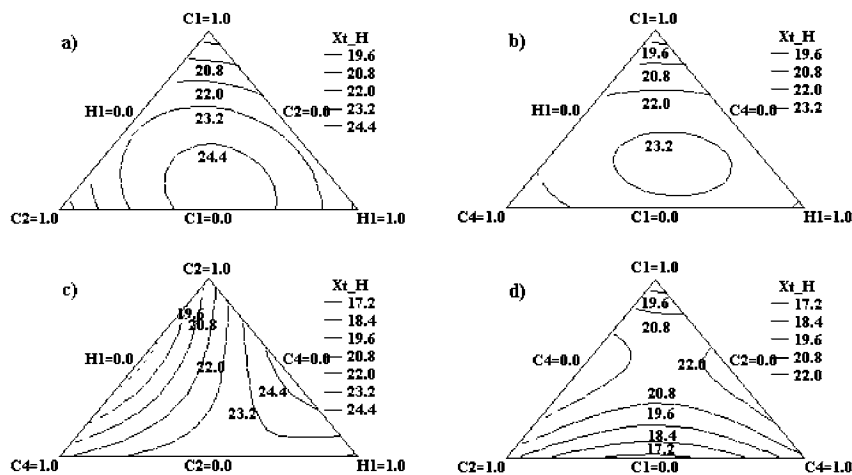 C1=1.0
a)
Xt_H
19.6
20.8
22.0
23.2
24.4
20.8
22.0
H1=0.0
C2=0.0
23.2
24.4
C2=1.0
C1=0.0
H1=1.0
C1=1.0
b)
Xt_H
19.6
20.8
22.0
23.2
19.6
20.8
H1=0.0
C4=0.0
22.0
23.2
C4=1.0
C1=0.0
H1=1.0
C2=1.0
c)
Xt_H
17.2
18.4
19.6
20.8
22.0
23.2
24.4
19.6
20.8
H1=0.0
C4=0.0
22.0
24.4
23.2
C4=1.0
C2=0.0
H1=1.0
C1=1.0
d)
Xt_H
17.2
18.4
19.6
20.8
22.0
19.6
20.8
C4=0.0
C2=0.0
22.0
20.8
19.6
18.4
17.2
C2=1.0
C1=0.0
C4=1.0